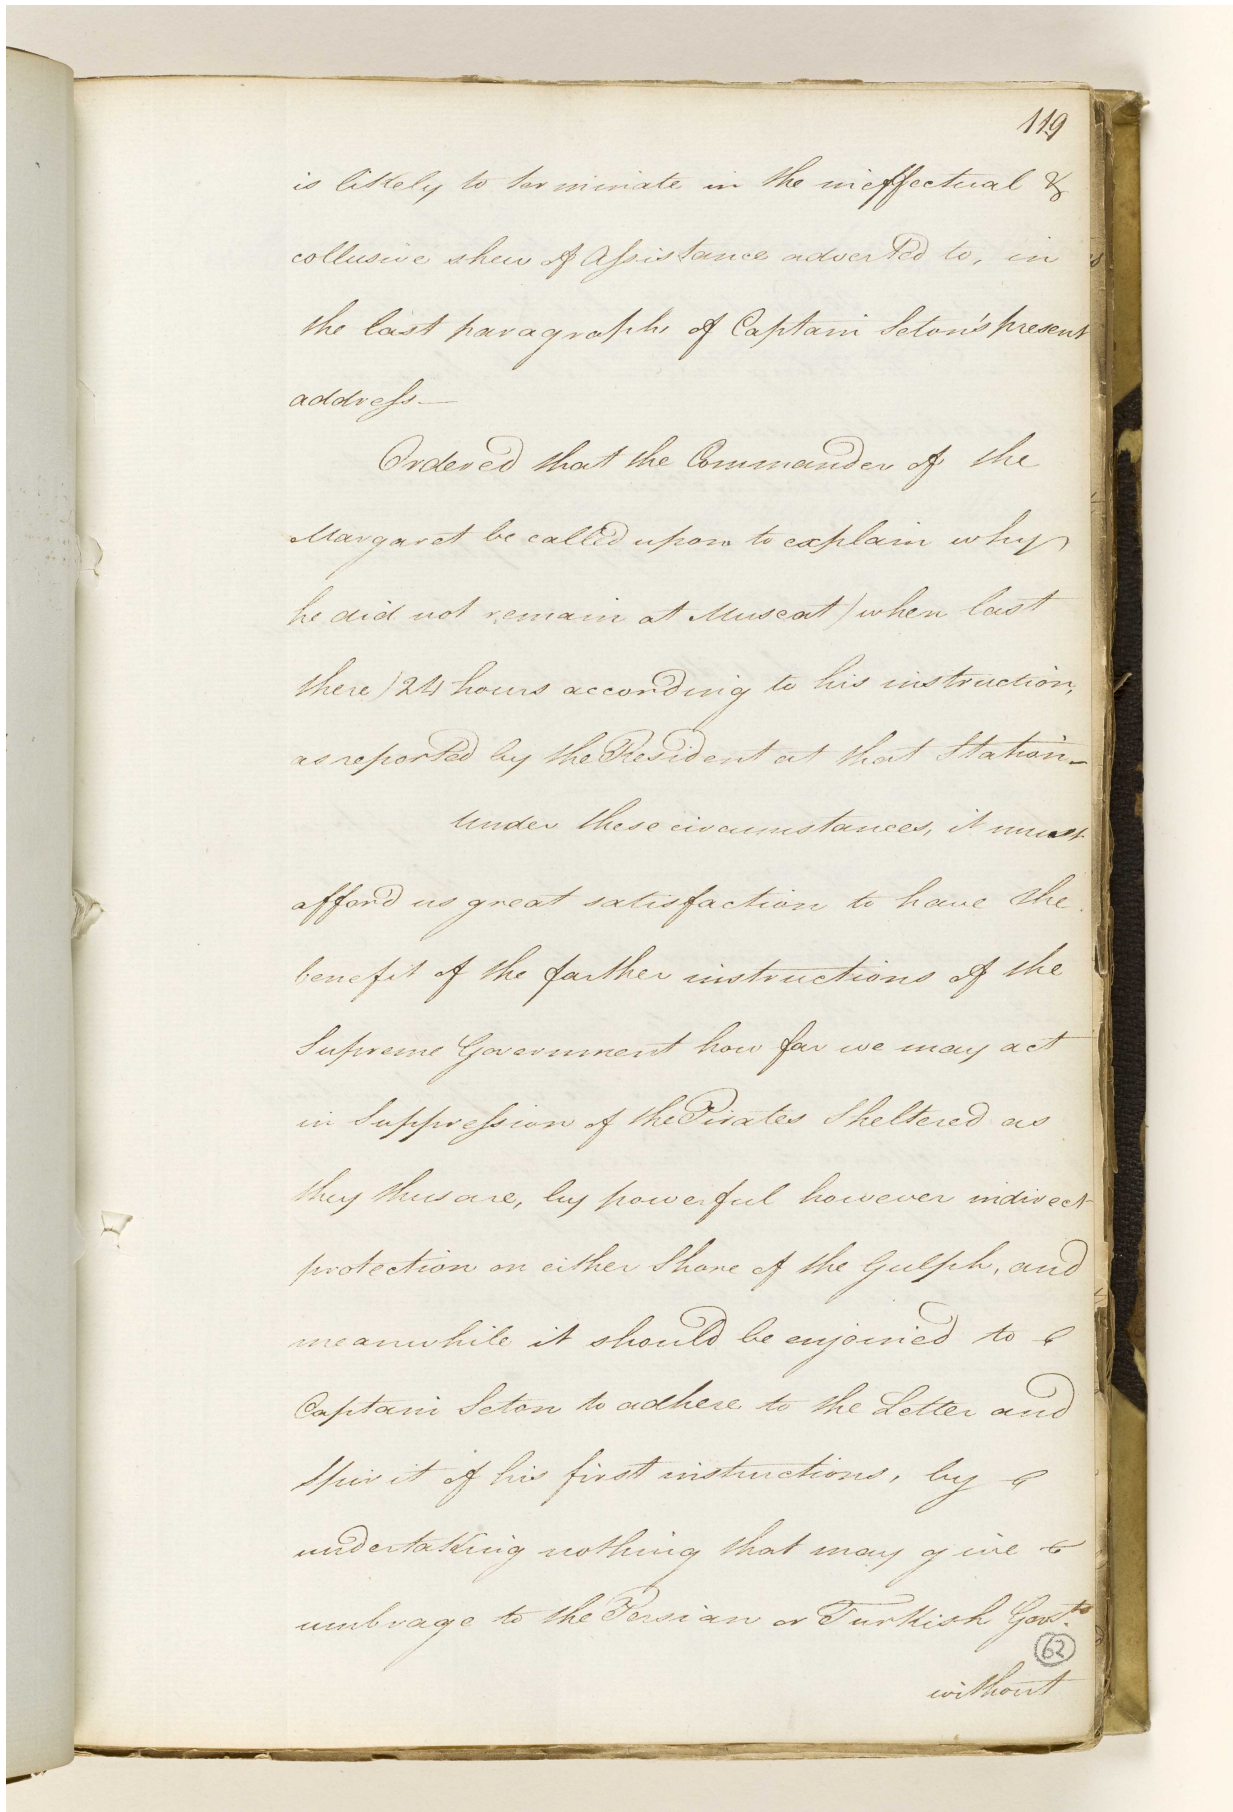 119
is likely to terminate in the ineffectual &
collusive shew of Assistance adverted to, in
the last paragraph of Captain Seton's present
address —
Ordered that the Commander of the
Margaret be called upon to explain why
he did not remain at Muscat (when last
there) 24 hours according to his instruction,
as reported by the Resident at that Station —
Under these circumstances, it must
afford us great satisfaction to have the
benefit of the farther instructions of the
Supreme Government how far we may act
in Suppression of the Pirates Sheltered as
they thus are, by powerful however indirect
protection on either Shore of the Gulph, and
meanwhile it should be enjoined to
Captain Seton to adhere to the Letter and
Spirit of his first instructions, by
undertaking nothing that may give
umbrage to the Persian or Turkish Govts.
62
without